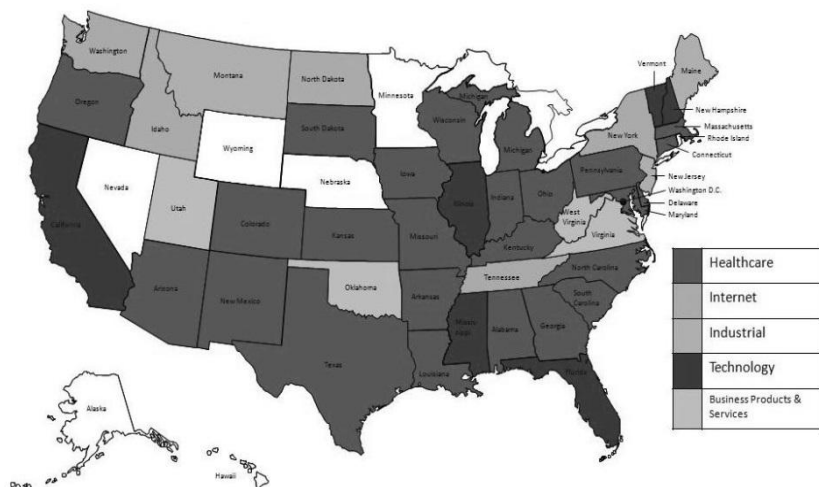 Washington
Montana
North Dakota
Minnesota
Vermont
Maine
Oregon
Idaho
South Dakota
Wisconsin
Michigan
Michigan
New York
New Hampshire
Massachusetts
Rhode Island
Connecticut
Wyoming
Nebraska
Iowa
Illinois
Indiana
Ohio
Pennsylvania
New Jersey
Washington D.C.
Delaware
Maryland
Nevada
Utah
Colorado
Kansas
Missouri
Kentucky
West
Virginia
Virginia
California
Arizona
New Mexico
Oklahoma
Arkansas
Tennessee
North Carolina
South
Carolina
Texas
Louisiana
Missis
sippi
Alabama
Georgia
Florida
Alaska
Hawaii
Healthcare
Internet
Industrial
Technology
Business Products &
Services